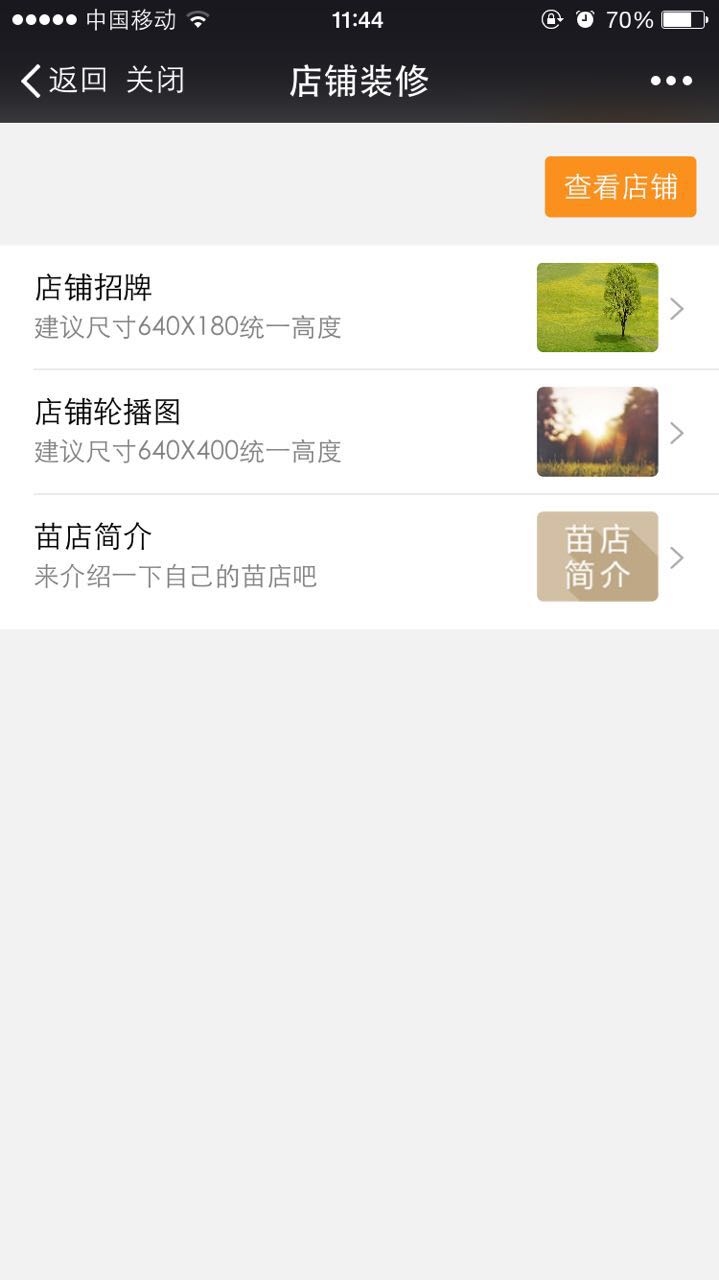 中国移动 11:44 70%
返回 关闭 店铺装修
查看店铺
店铺招牌
建议尺寸640X180统一高度
店铺轮播图
建议尺寸640X400统一高度
苗店简介
来介绍一下自己的苗店吧
苗店
简介